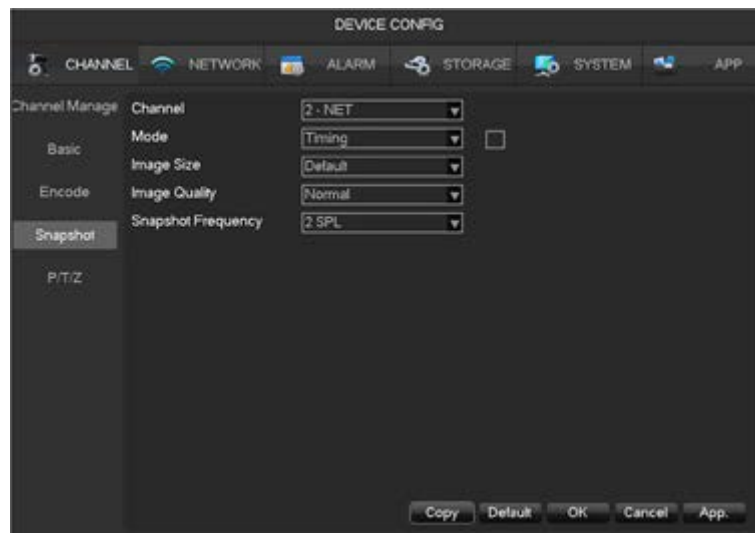 DEVICE CONFIG
CHANNEL NETWORK ALARM STORAGE SYSTEM APP
Channel Manage
Basic
Encode
Snapshot
P/T/Z
Channel 2 - NET
Mode Timing
Image Size Default
Image Quality Normal
Snapshot Frequency 2 SPL
Copy Default OK Cancel App.